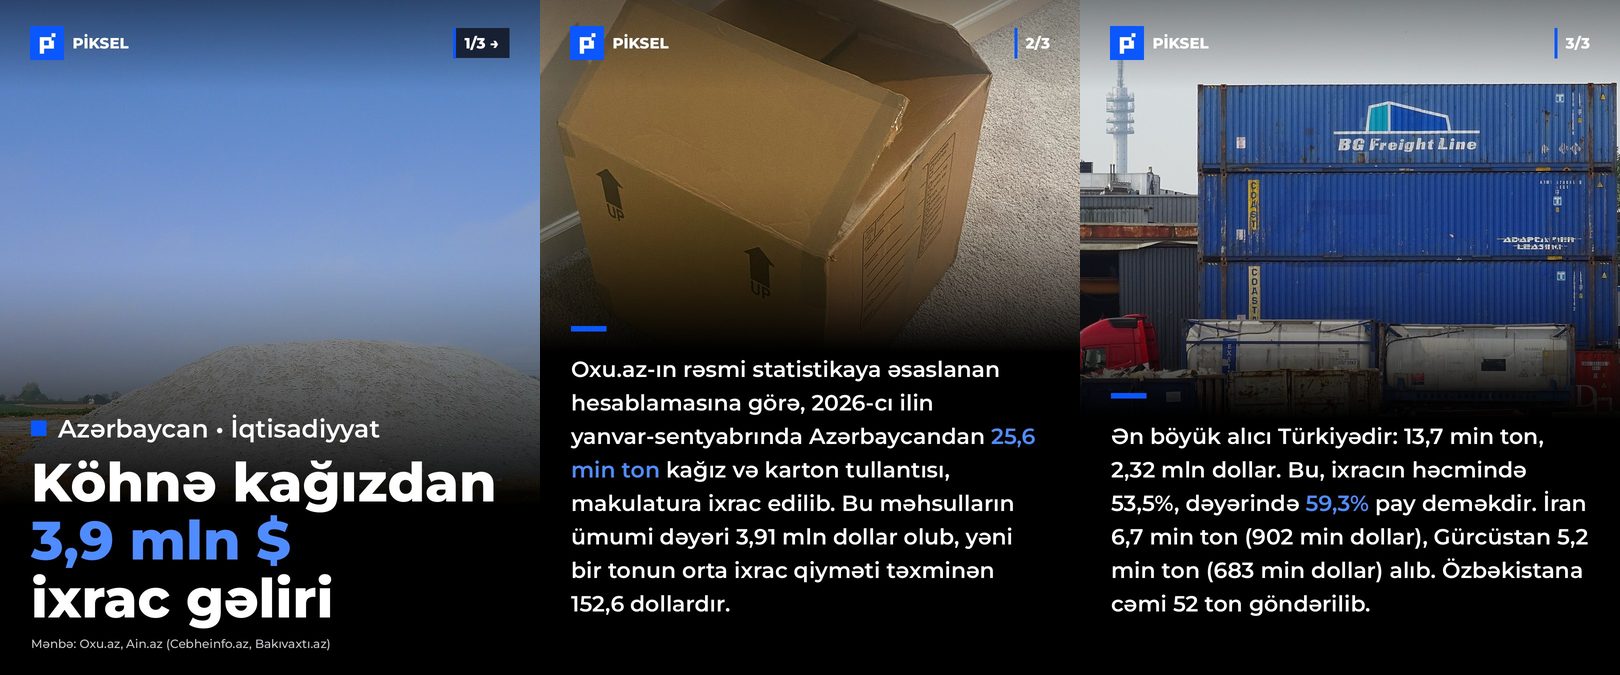 PİKSEL
1/3 →
Azərbaycan • İqtisadiyyat
Köhnə kağızdan
3,9 mln $
ixrac gəliri
Mənbə: Oxu.az, Ain.az (Cebheinfo.az, Bakıvaxtı.az)
PİKSEL
2/3
UP
UP
Oxu.az-ın rəsmi statistikaya əsaslanan
hesablamasına görə, 2026-cı ilin
yanvar-sentyabrında Azərbaycandan 25,6
min ton kağız və karton tullantısı,
makulatura ixrac edilib. Bu məhsulların
ümumi dəyəri 3,91 mln dollar olub, yəni
bir tonun orta ixrac qiyməti təxminən
152,6 dollardır.
PİKSEL
3/3
BG Freight Line
COAST
COAST
Ən böyük alıcı Türkiyədir: 13,7 min ton,
2,32 mln dollar. Bu, ixracın həcmində
53,5%, dəyərində 59,3% pay deməkdir. İran
6,7 min ton (902 min dollar), Gürcüstan 5,2
min ton (683 min dollar) alıb. Özbəkistana
cəmi 52 ton göndərilib.